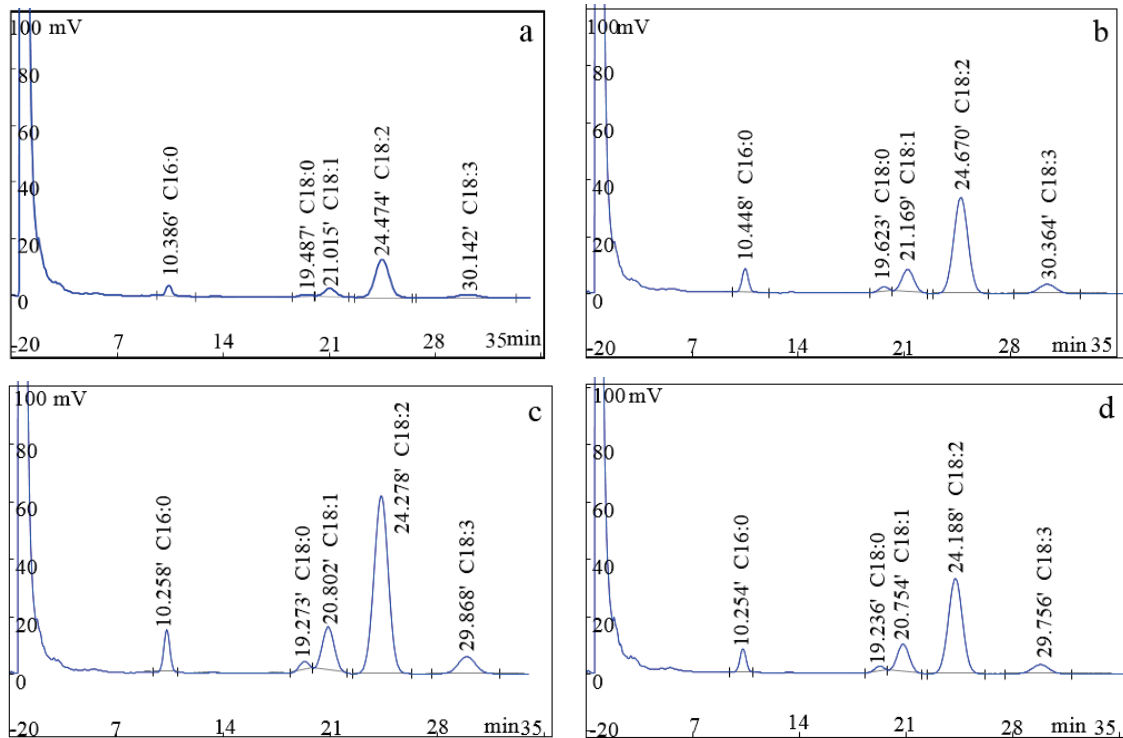 100 mV
a
80
60
40
20
0
-20
10.386' C16:0
19.487' C18:0
21.015' C18:1
24.474' C18:2
30.142' C18:3
7
14
21
28
35min
100mV
b
80
60
40
20
0
-20
10.448' C16:0
19.623' C18:0
21.169' C18:1
24.670' C18:2
30.364' C18:3
7
14
21
28
min 35
100 mV
c
80
60
40
20
0
-20
10.258' C16:0
19.273' C18:0
20.802' C18:1
24.278' C18:2
29.868' C18:3
7
14
21
28
min 35
100 mV
d
80
60
40
20
0
-20
10.254' C16:0
19.236' C18:0
20.754' C18:1
24.188' C18:2
29.756' C18:3
7
14
21
28
min 35